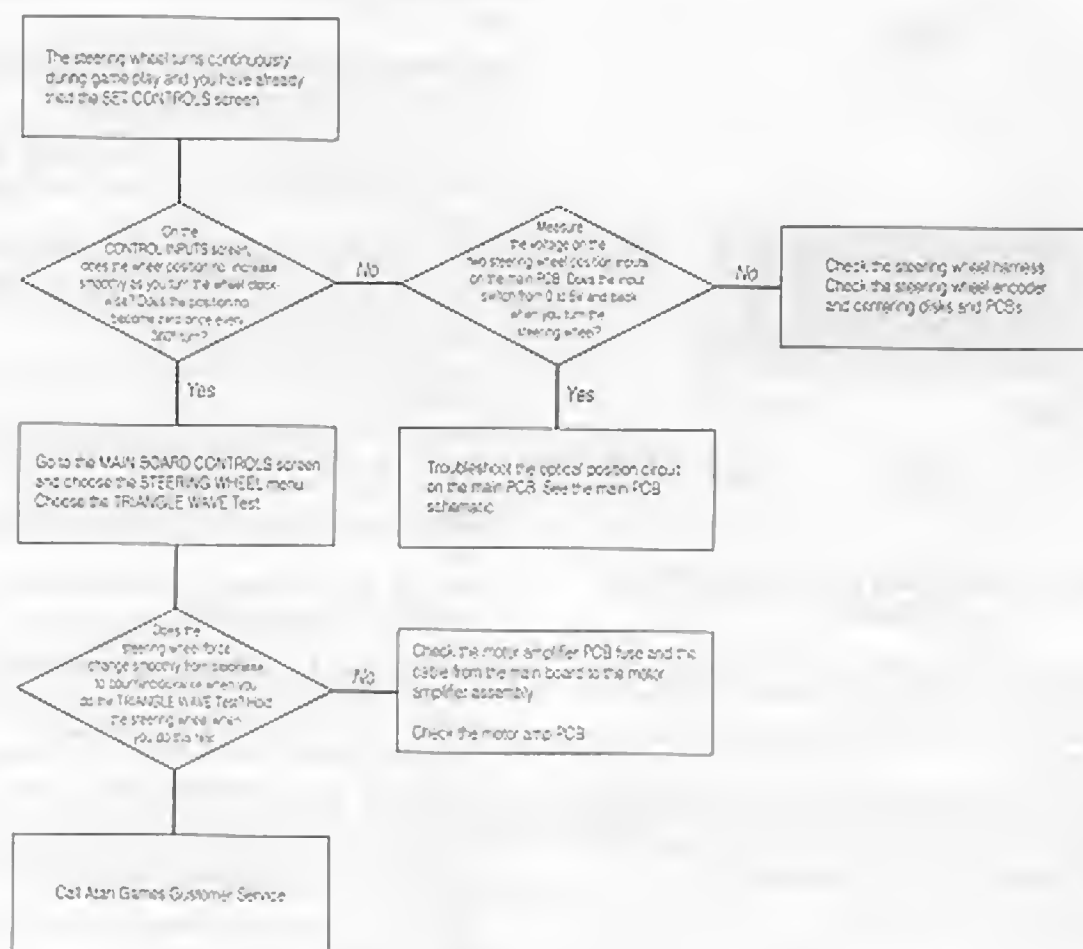 The steering wheel turns continuously
during game play and you have already
tried the SET CONTROLS screen
On the
CONTROL INPUTS screen,
does the wheel position no. increase
smoothly as you turn the wheel clock-
wise? Does the position no.
become zero once every
turn?
No
Measure
the voltage on the
two steering wheel position inputs
on the main PCB. Does the input
switch from 0 to 5V and back
when you turn the
steering wheel?
No
Check the steering wheel harness.
Check the steering wheel encoder
and centering disks and PCBs.
Yes
Yes
Go to the MAIN BOARD CONTROLS screen
and choose the STEERING WHEEL menu.
Choose the TRIANGLE WAVE Test
Troubleshoot the optical position circuit
on the main PCB. See the main PCB
schematic.
Does the
steering wheel force
change smoothly from clockwise
to counterclockwise when you
do the TRIANGLE WAVE Test? Hold
the steering wheel when
you do this test.
No
Check the motor amplifier PCB fuse and the
cable from the main board to the motor
amplifier assembly.
Check the motor amp PCB
Call Atari Games Customer Service